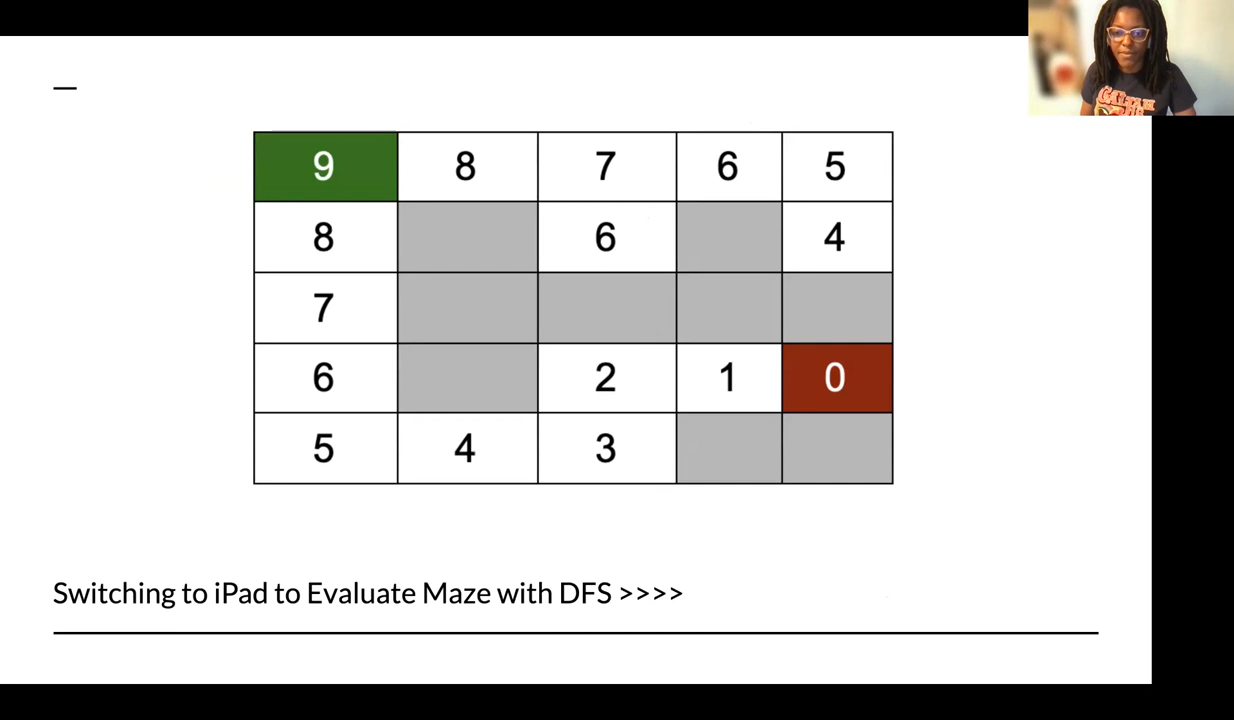 9 8 7 6 5
8 6 4
7
6 2 1 0
5 4 3
Switching to iPad to Evaluate Maze with DFS >>>>